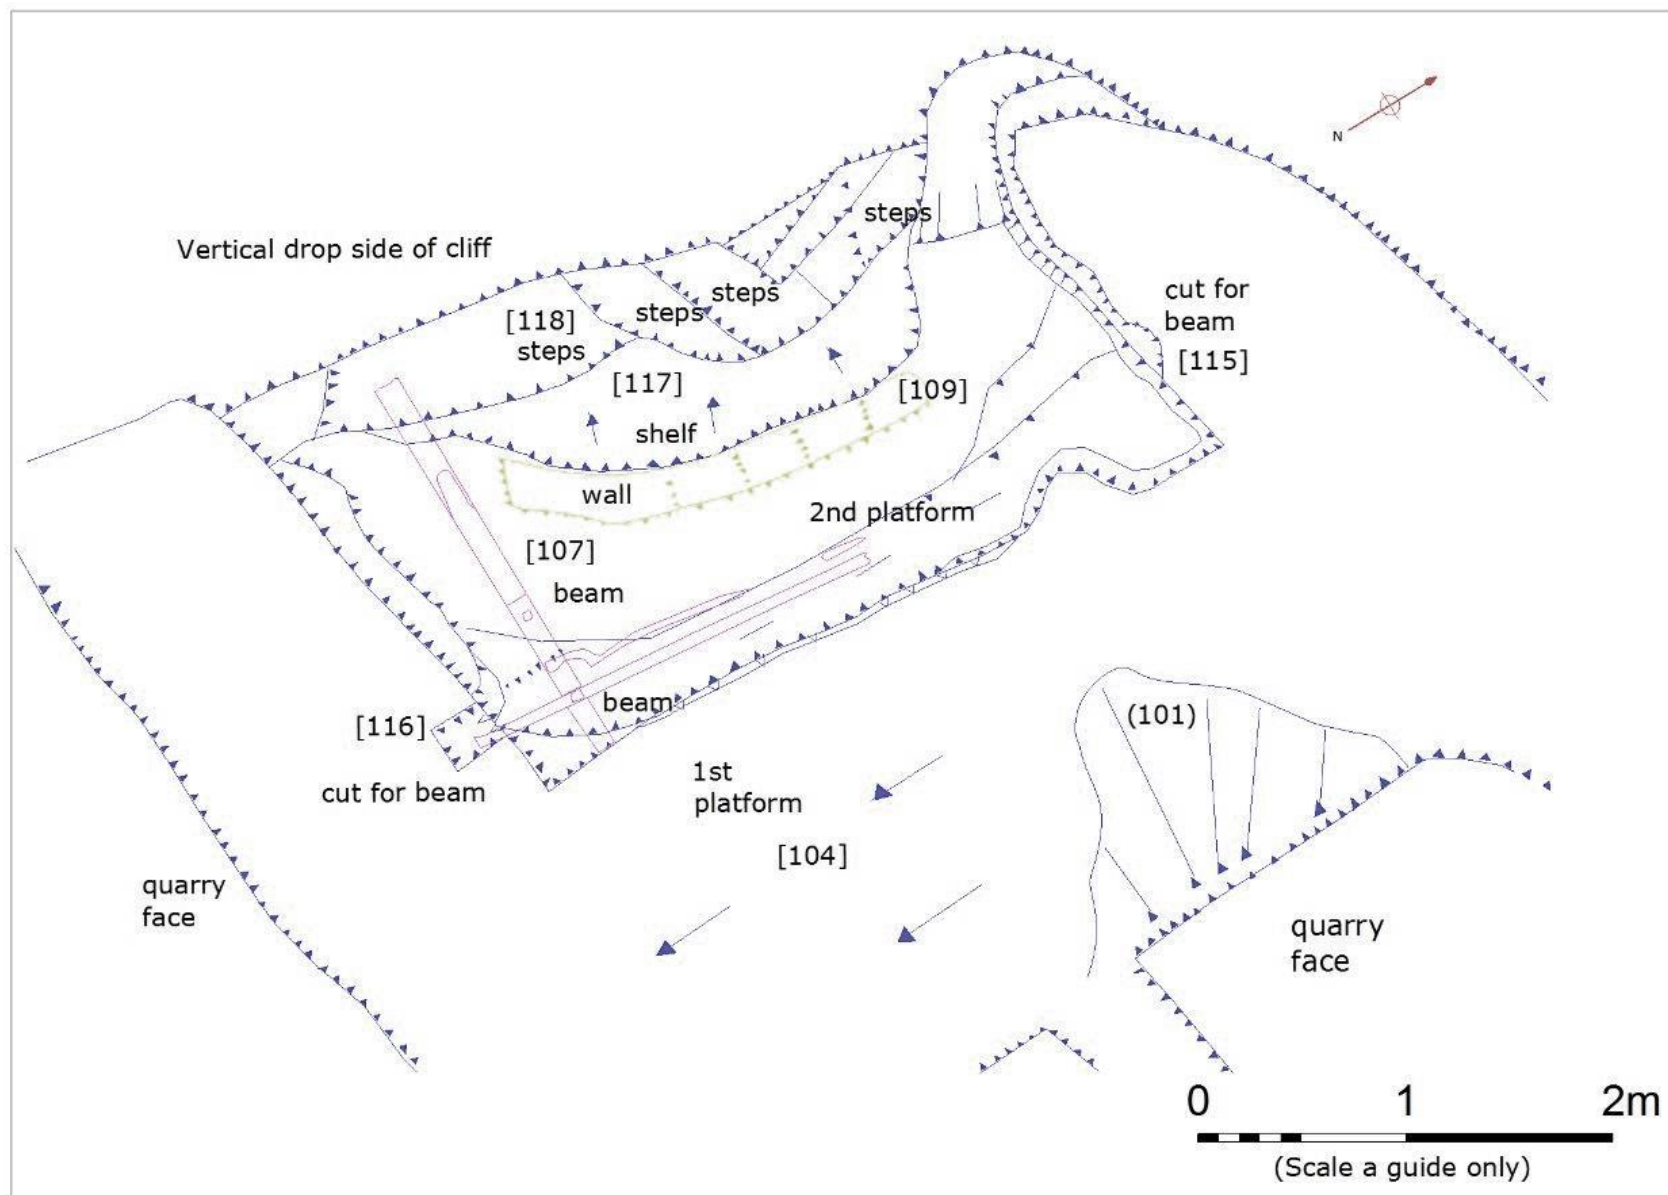 N
steps
Vertical drop side of cliff
steps
cut for
beam
[115]
steps
[118]
steps
[117]
[109]
shelf
wall
2nd platform
[107]
beam
beam
[116]
cut for beam
1st
platform
[104]
(101)
quarry
face
quarry
face
0 1 2m
(Scale a guide only)